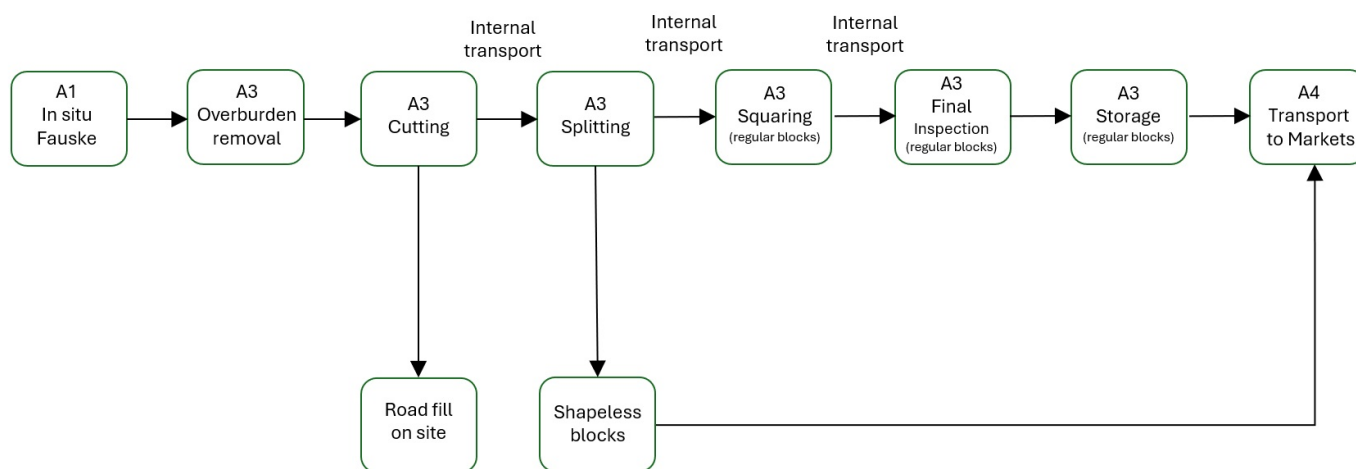 Internal
transport
Internal
transport
Internal
transport
A1
In situ
Fauske
A3
Overburden
removal
A3
Cutting
A3
Splitting
A3
Squaring
(regular blocks)
A3
Final
Inspection
(regular blocks)
A3
Storage
(regular blocks)
A4
Transport
to Markets
Road fill
on site
Shapeless
blocks